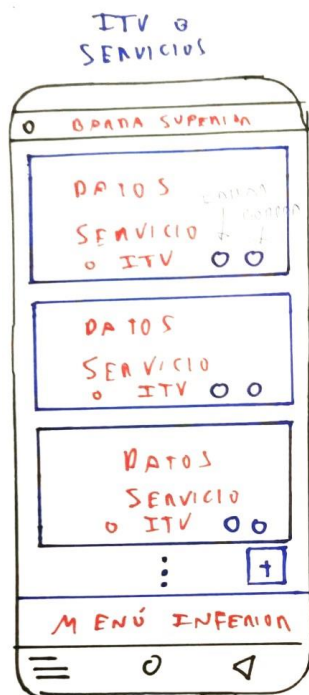 ITV o
SERVICIOS
BARRA SUPERIOR
DATOS
SERVICIO
o ITV
DATOS
SERVICIO
o ITV
DATOS
SERVICIO
o ITV
+
MENÚ INFERIOR